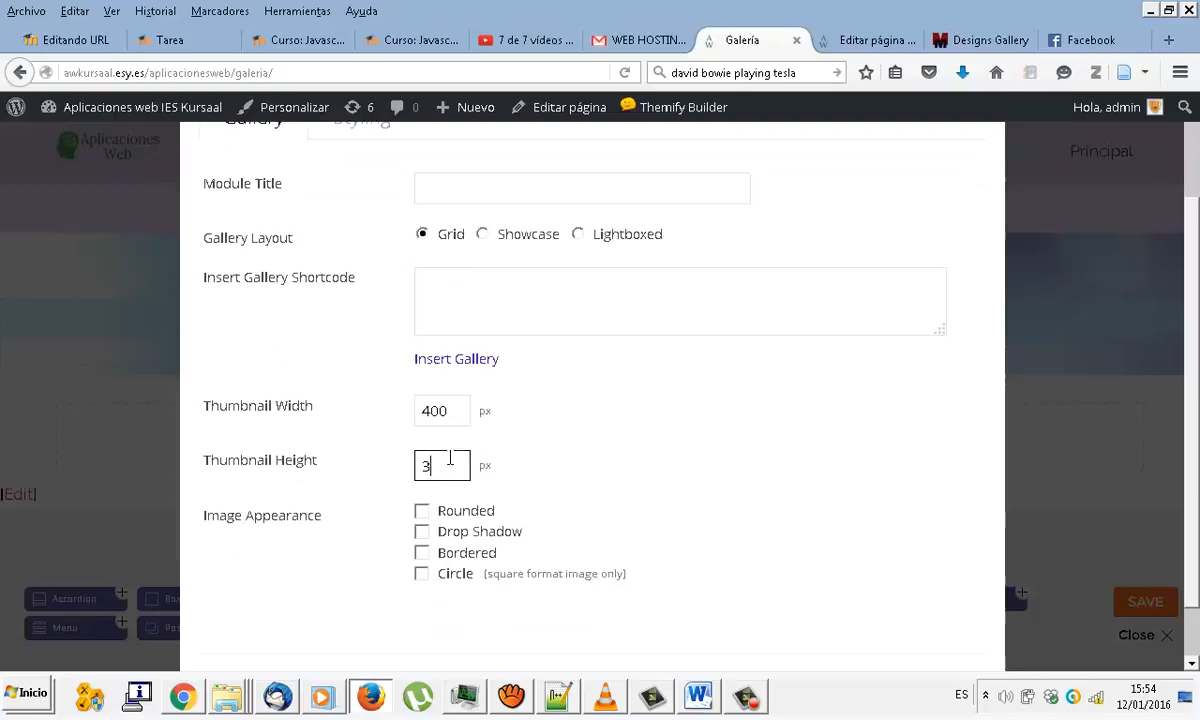 Archivo Editar Ver Historial Marcadores Herramientas Ayuda
Editando URL
Tarea
Curso: Javasc...
Curso: Javasc...
7 de 7 vídeos ...
WEB HOSTIN...
Galería
Editar página ...
Designs Gallery
Facebook
awkursaal.esy.es/aplicacionesweb/galeria/
david bowie playing tesla
Aplicaciones web IES Kursaal
Personalizar
6
0
Nuevo
Editar página
Themify Builder
Hola, admin
Aplicaciones
Web
Gallery
Styling
Principal
Module Title
Gallery Layout
Grid
Showcase
Lightboxed
Insert Gallery Shortcode
Insert Gallery
Thumbnail Width
400
px
Thumbnail Height
3
px
[Edit]
Image Appearance
Rounded
Drop Shadow
Bordered
Circle (square format image only)
Accordion
Menu
SAVE
Close
Inicio
ES
15:54
12/01/2016